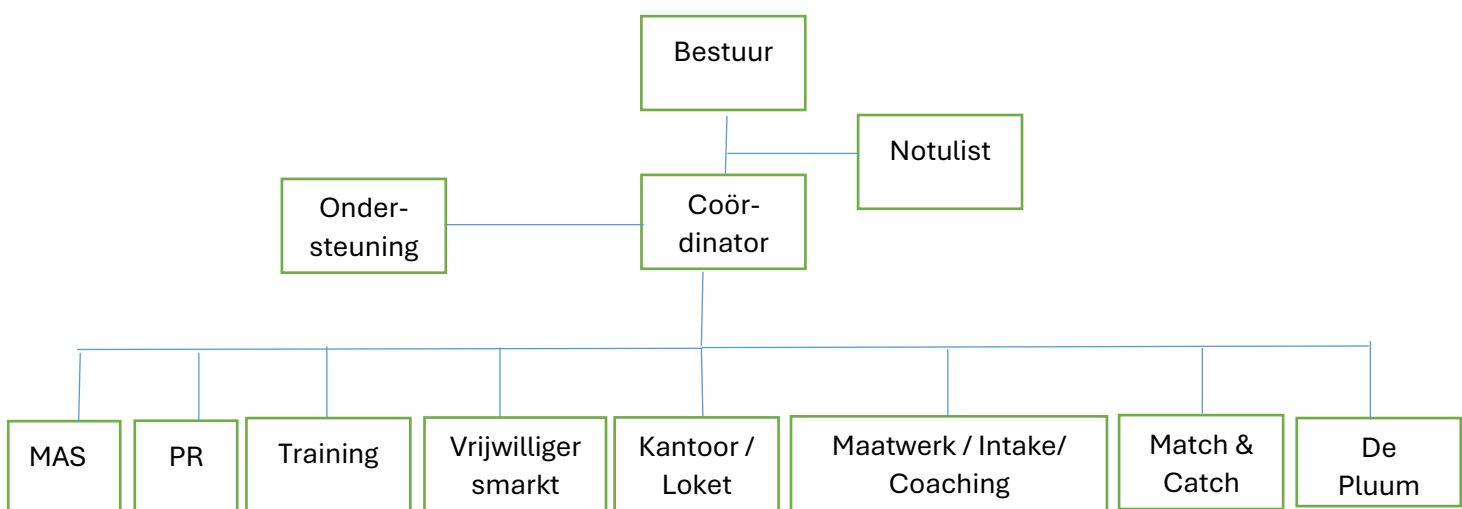 Bestuur
Notulist
Onder-
steuning
Coör-
dinator
MAS
PR
Training
Vrijwilliger
smarkt
Kantoor /
Loket
Maatwerk / Intake/
Coaching
Match &
Catch
De
Pluum